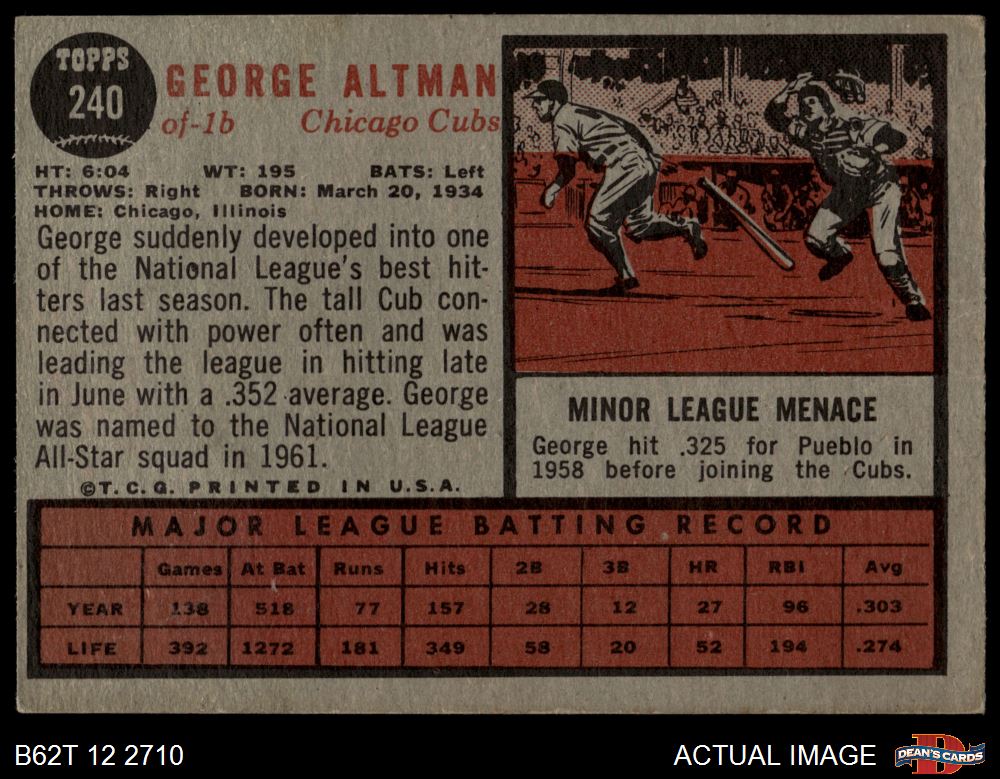 TOPPS
240
GEORGE ALTMAN
of-1b Chicago Cubs
HT: 6:04 WT: 195 BATS: Left
THROWS: Right BORN: March 20, 1934
HOME: Chicago, Illinois
George suddenly developed into one
of the National League's best hit-
ters last season. The tall Cub con-
nected with power often and was
leading the league in hitting late
in June with a .352 average. George
was named to the National League
All-Star squad in 1961.
©T.C.G. PRINTED IN U.S.A.
MINOR LEAGUE MENACE
George hit .325 for Pueblo in
1958 before joining the Cubs.
MAJOR LEAGUE BATTING RECORD
Games At Bat Runs Hits 2B 3B HR RBI Avg
YEAR 138 518 77 157 28 12 27 96 .303
LIFE 392 1272 181 349 58 20 52 194 .274
B62T 12 2710
ACTUAL IMAGE
DEAN'S CARDS